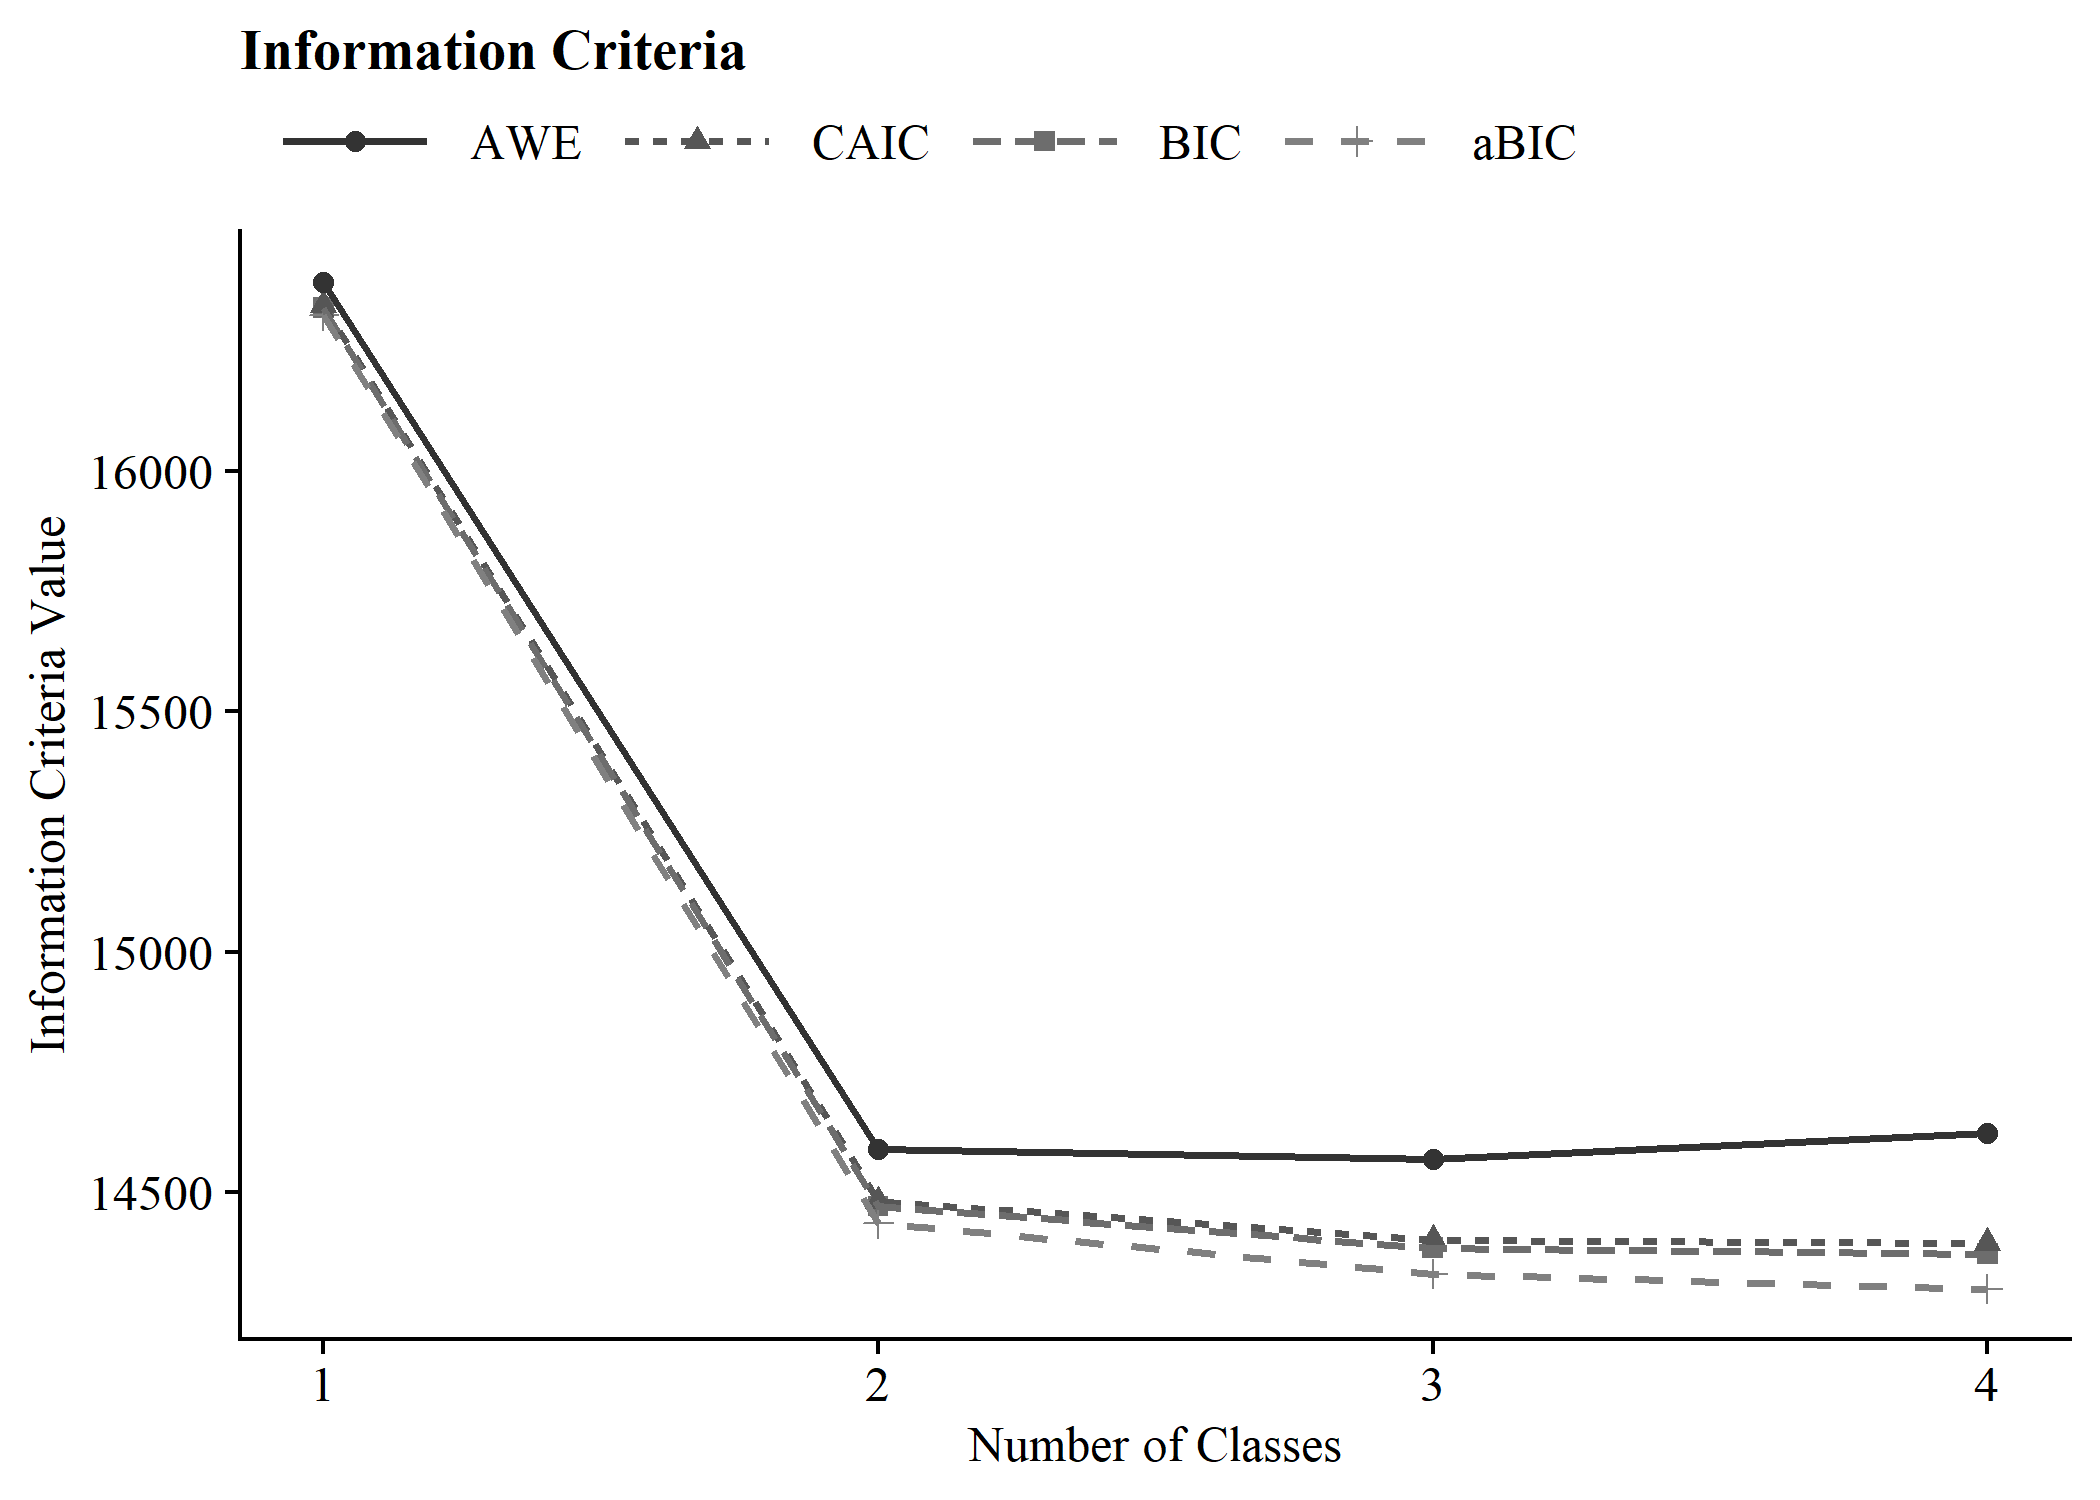 Information Criteria
AWE CAIC BIC aBIC
16000
15500
15000
14500
Information Criteria Value
1 2 3 4
Number of Classes